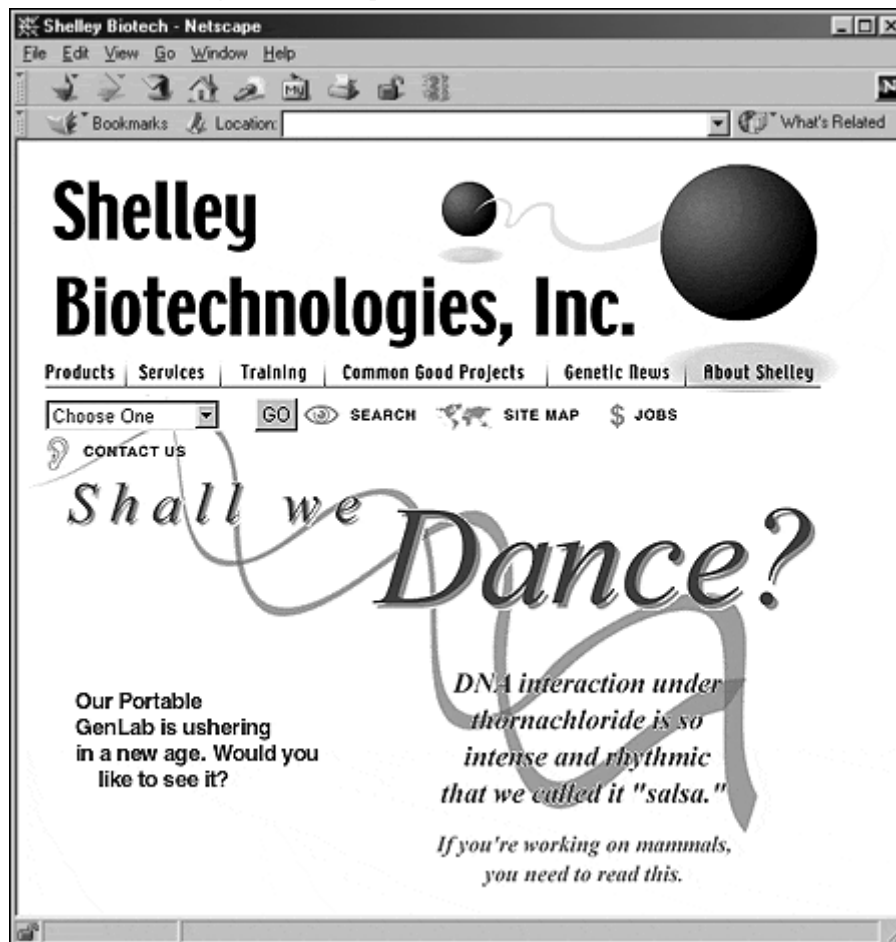 Shelley Biotech - Netscape
File Edit View Go Window Help
My
N
Bookmarks Location: What's Related
Shelley
Biotechnologies, Inc.
Products Services Training Common Good Projects Genetic News About Shelley
Choose One GO SEARCH SITE MAP $ JOBS
CONTACT US
Shall we
Dance?
Our Portable
GenLab is ushering
in a new age. Would you
like to see it?
DNA interaction under
thornachloride is so
intense and rhythmic
that we called it "salsa."
If you're working on mammals,
you need to read this.